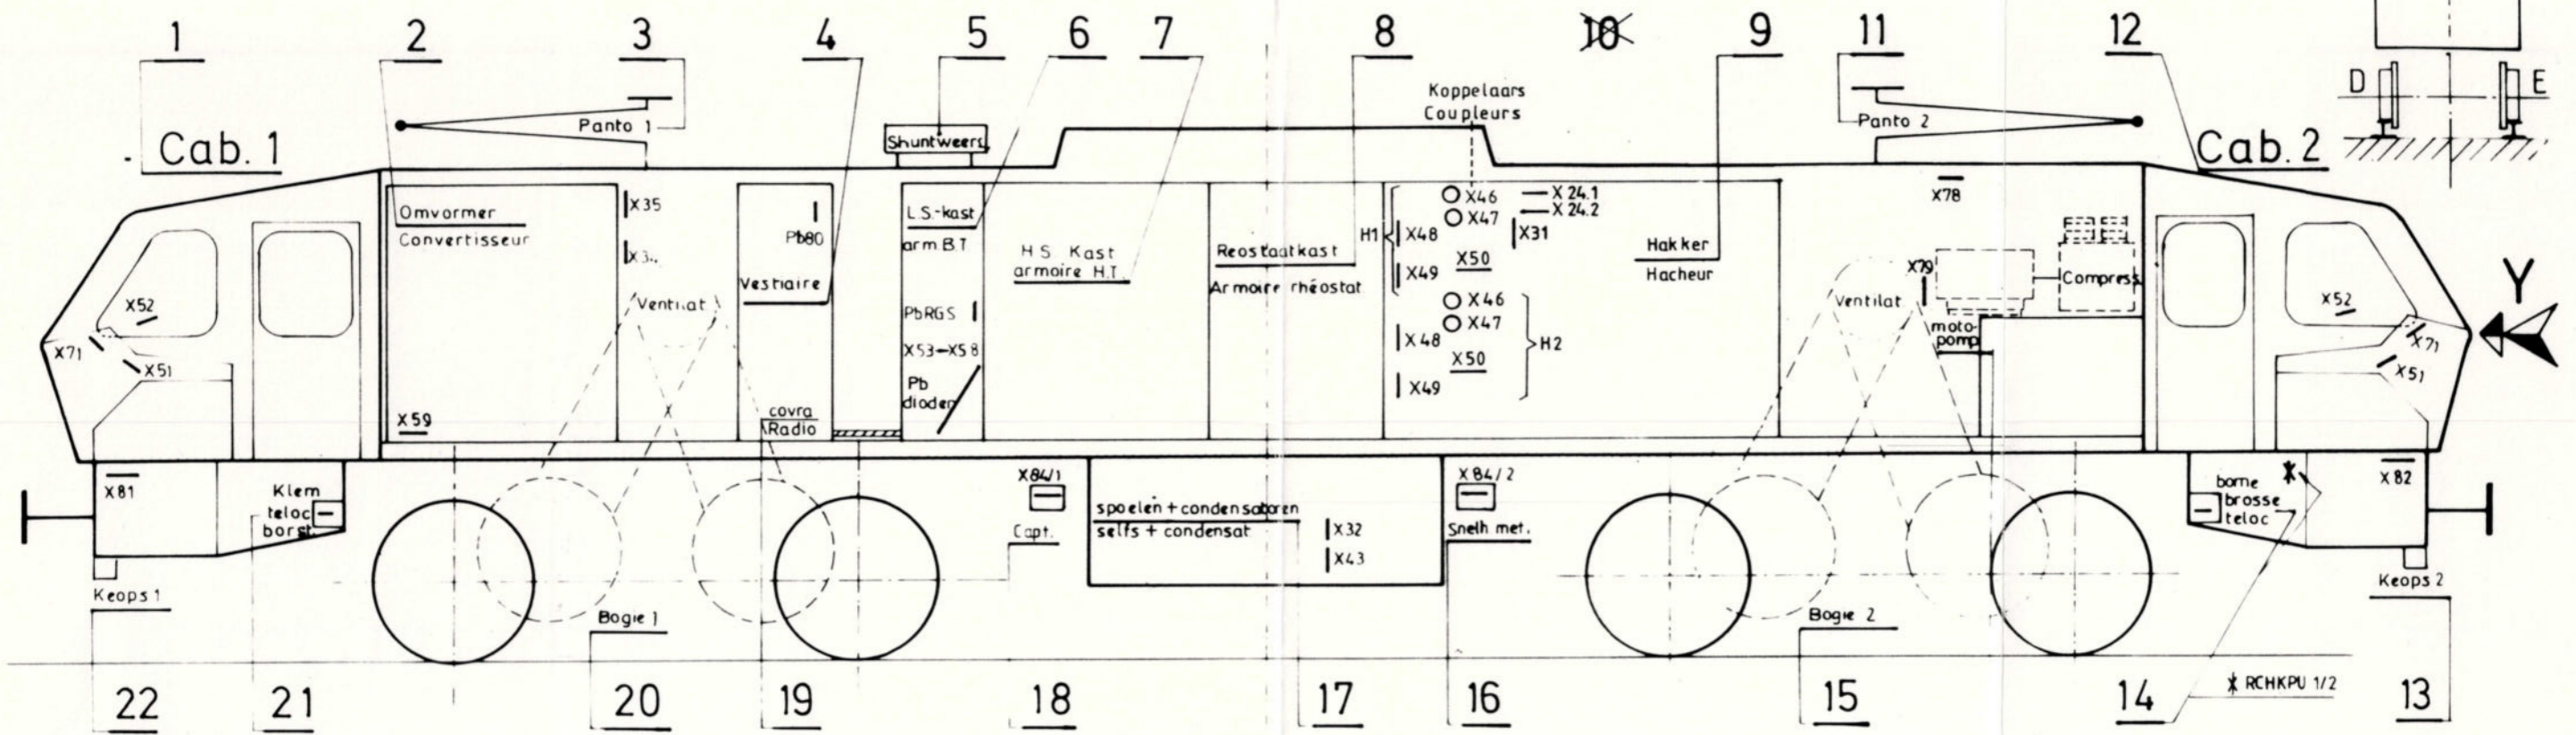 1
2
3
4
5
6
7
8
10
9
11
12
Cab. 1
Panto 1
Shuntweers.
Koppelaars
Coupleurs
Panto 2
Cab. 2
D
E
Omvormer
Convertisseur
X35
Pb80
Vestiaire
L.S.-kast
arm B.T
H S Kast
armoire H.T.
Reostaatkast
Armoire rhéostat
H1
X46
X47
X48
X49
X50
X 24.1
X 24.2
X31
X46
X47
X48
X50
X49
H2
Hakker
Hacheur
X78
X79
Compress.
Ventilat
Ventilat.
moto-
pomp
X52
X71
X51
X59
PbRGS
X53-X58
Pb
dioden
covra
Radio
X52
X71
X51
Y
X81
Klem
teloc
borst.
X84/1
Capt.
spoelen + condensatoren
selfs + condensat
X32
X43
X84/2
Snelh met.
borne
brosse
teloc
X82
Keops 1
Bogie 1
Bogie 2
Keops 2
RCHKPU 1/2
22
21
20
19
18
17
16
15
14
13